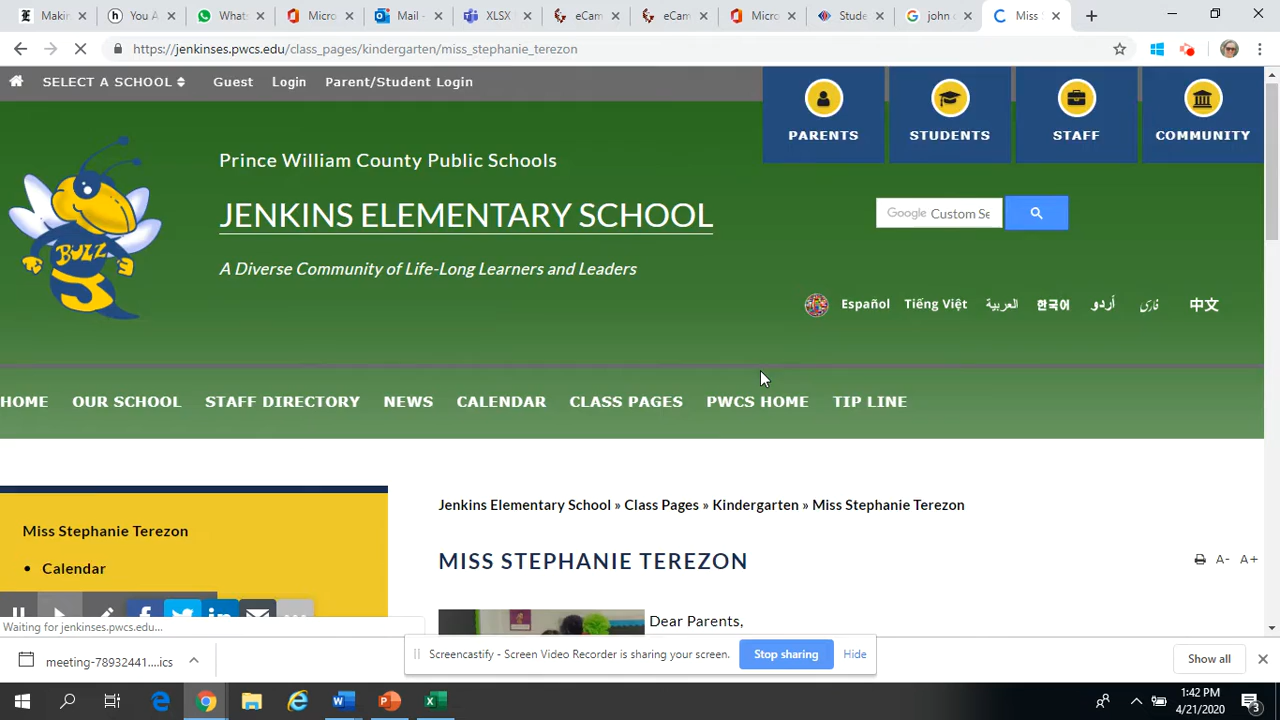 Makin
You A
Whats
Micro
Mail -
XLSX
eCam
eCam
Micro
Stude
john c
Miss S
https://jenkinses.pwcs.edu/class_pages/kindergarten/miss_stephanie_terezon
SELECT A SCHOOL Guest Login Parent/Student Login
PARENTS STUDENTS STAFF COMMUNITY
Prince William County Public Schools
JENKINS ELEMENTARY SCHOOL
Google Custom Se
BUZZ
A Diverse Community of Life-Long Learners and Leaders
Español Tiếng Việt العربية 한국어 أردو فارسی 中文
HOME OUR SCHOOL STAFF DIRECTORY NEWS CALENDAR CLASS PAGES PWCS HOME TIP LINE
Jenkins Elementary School » Class Pages » Kindergarten » Miss Stephanie Terezon
Miss Stephanie Terezon
• Calendar
MISS STEPHANIE TEREZON
A- A+
Dear Parents,
Waiting for jenkinses.pwcs.edu...
Screencastify - Screen Video Recorder is sharing your screen. Stop sharing Hide
meeting-78932441....ics
Show all
1:42 PM
4/21/2020
3